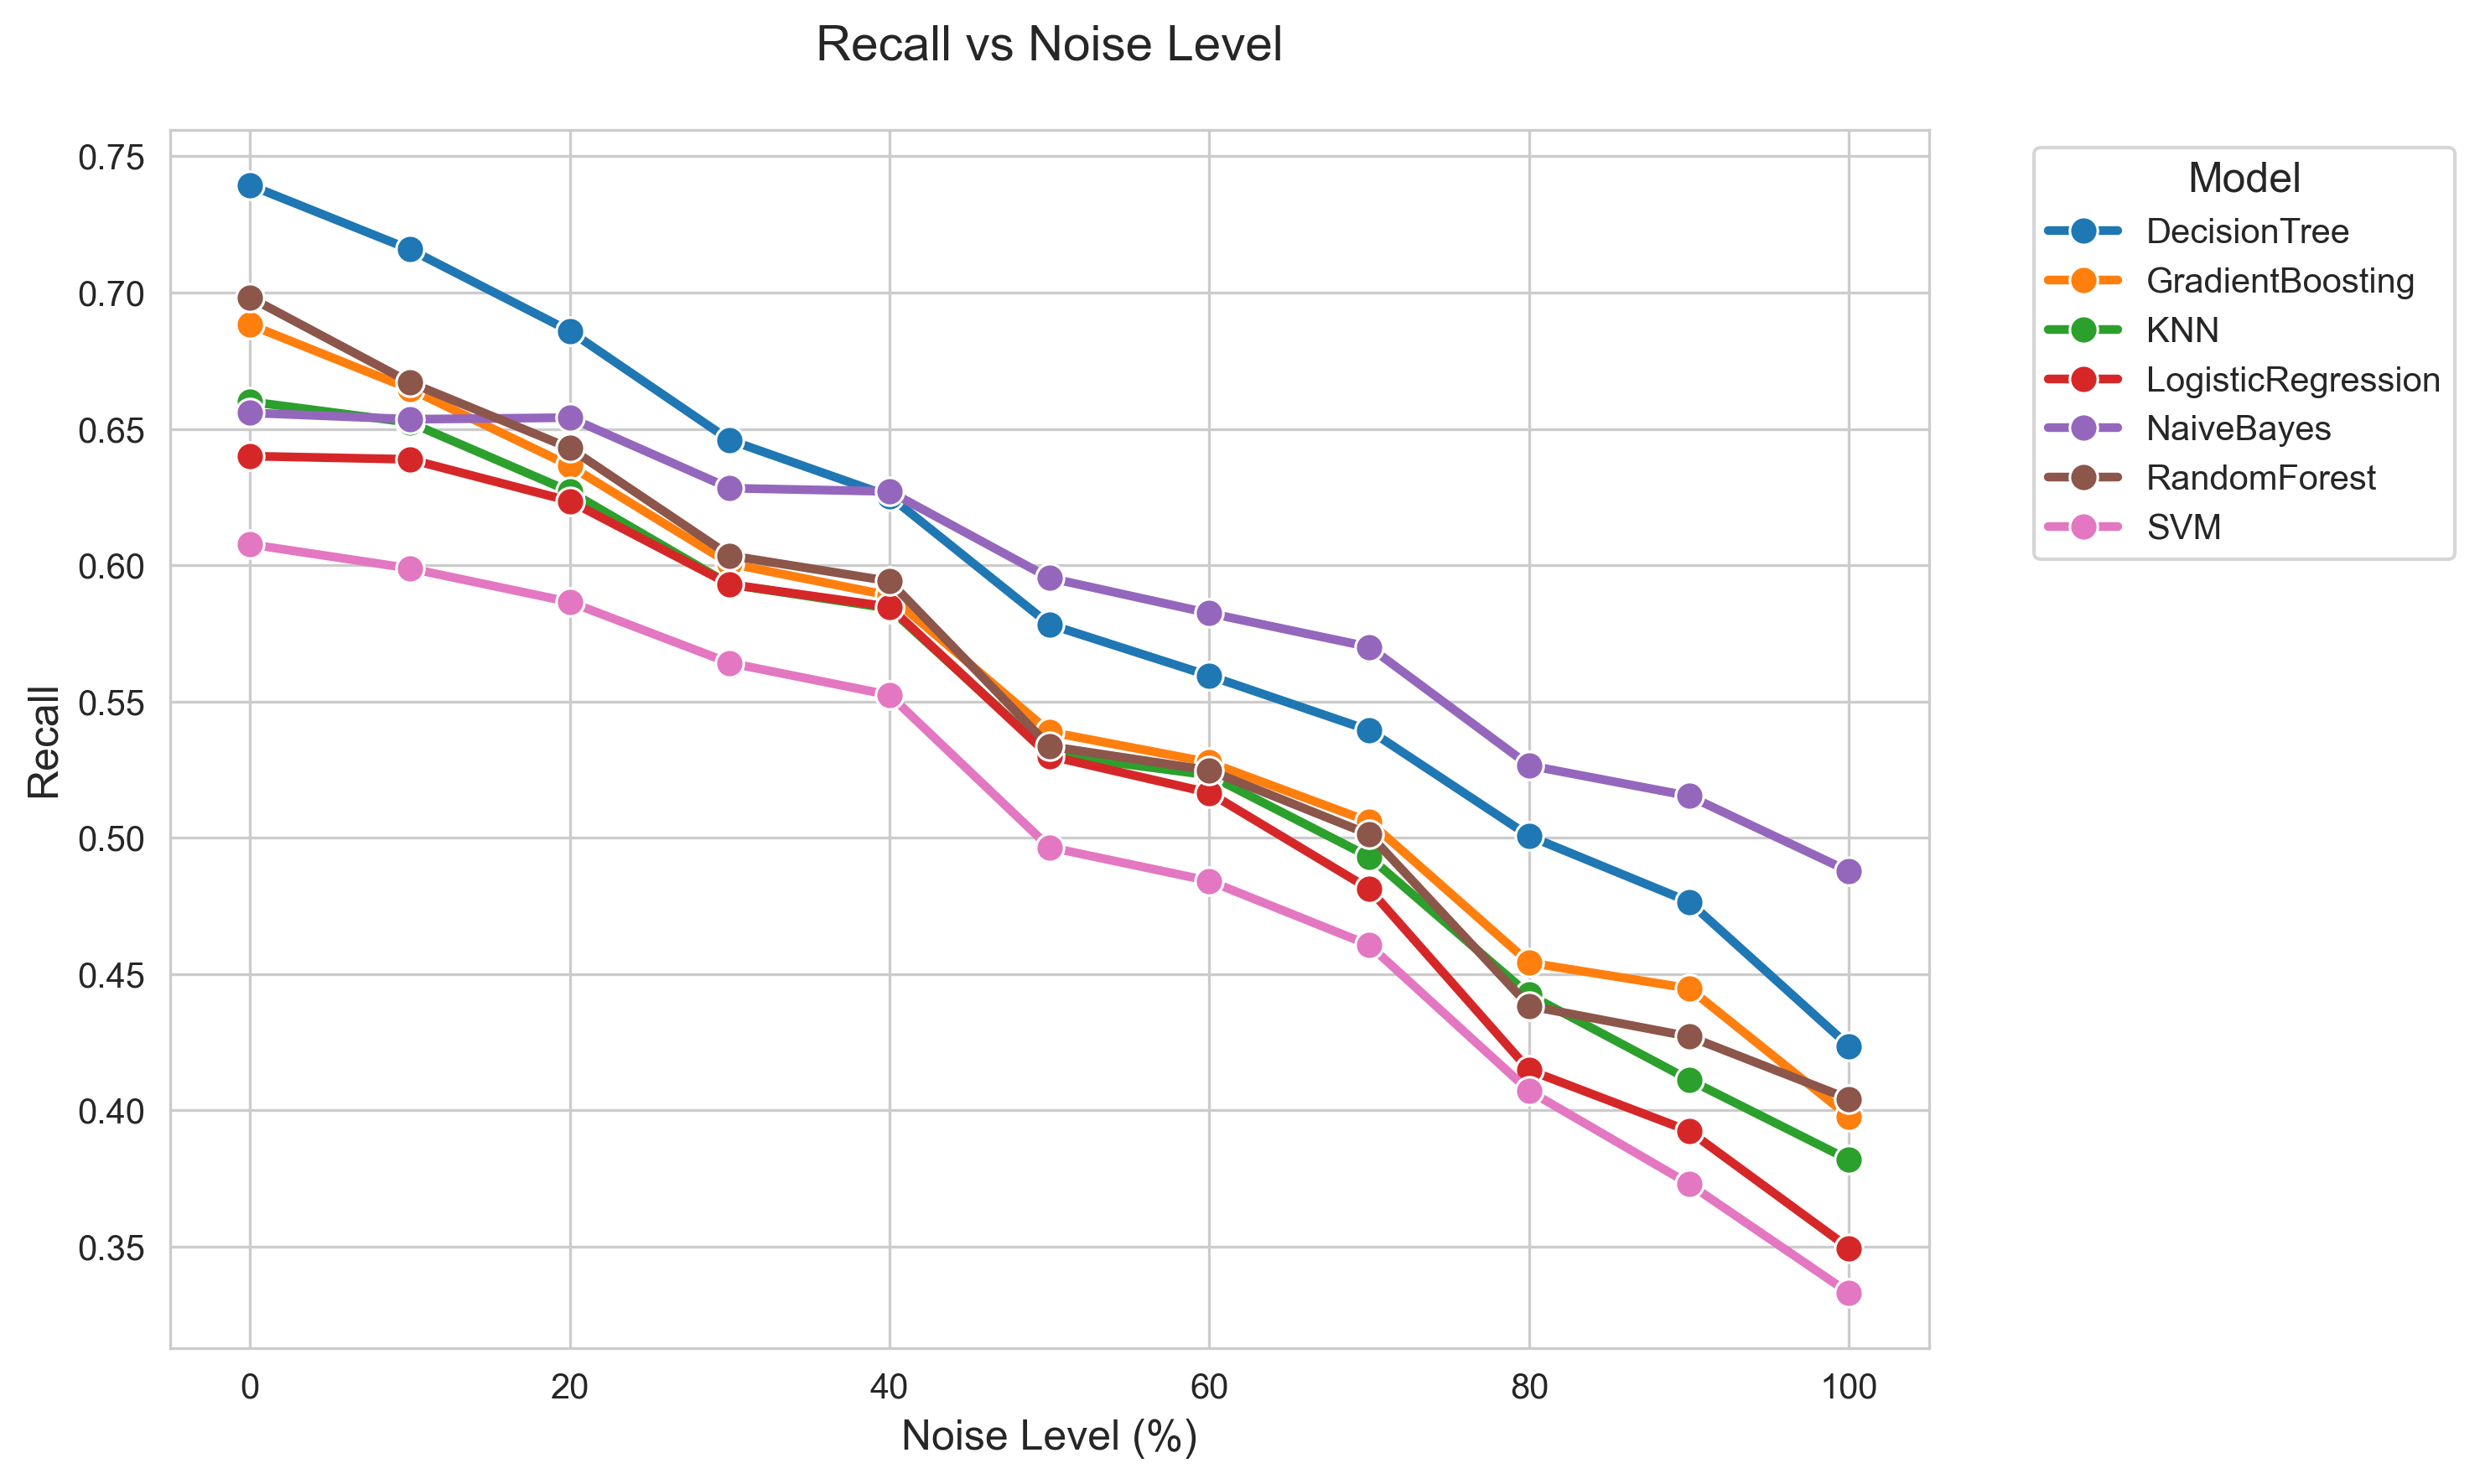 Recall vs Noise Level
0.75
0.70
0.65
0.60
0.55
0.50
0.45
0.40
0.35
Recall
0 20 40 60 80 100
Noise Level (%)
Model
DecisionTree
GradientBoosting
KNN
LogisticRegression
NaiveBayes
RandomForest
SVM